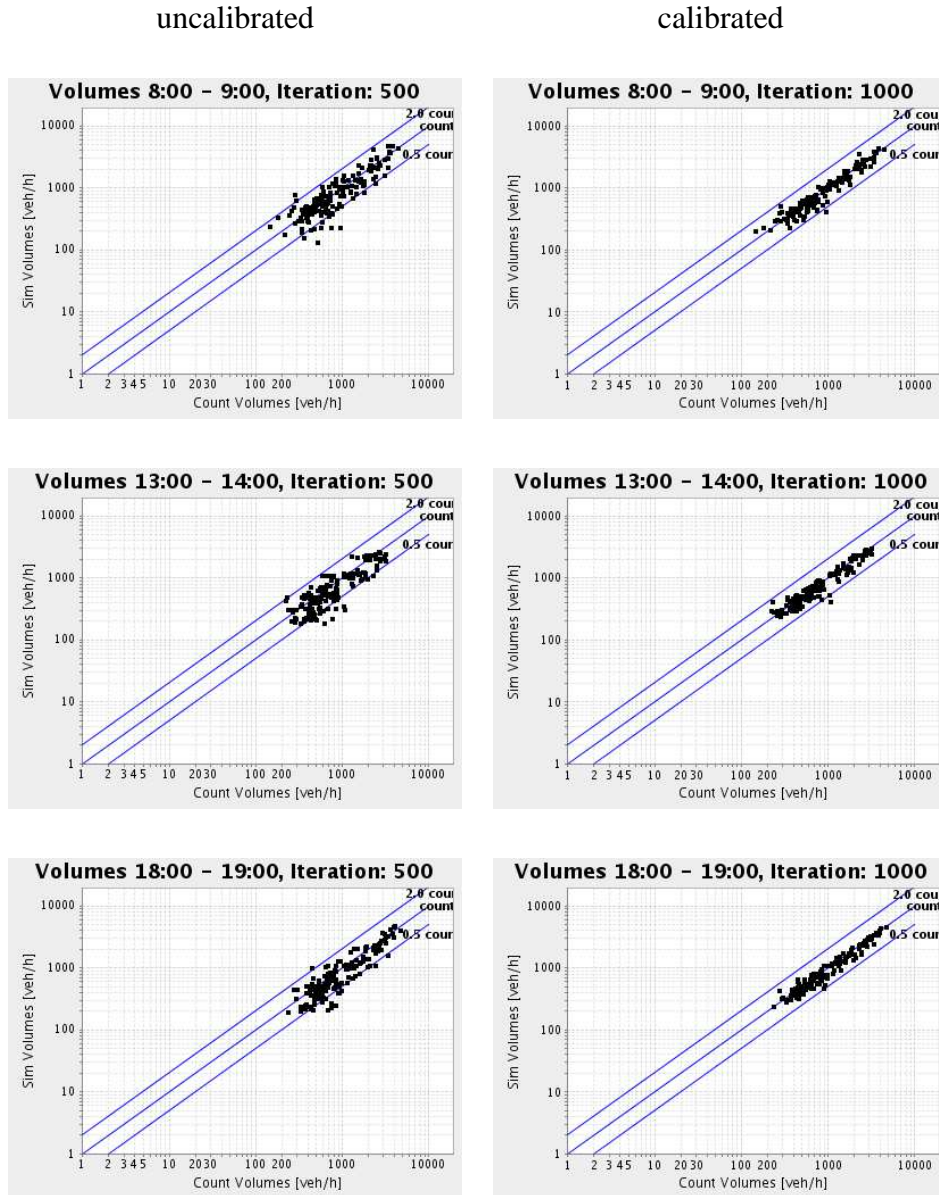 uncalibrated calibrated
Volumes 8:00 - 9:00, Iteration: 500
2.0 cou
count
0.5 coun
10000
1000
100
10
1
Sim Volumes [veh/h]
1 2 3 4 5 10 20 30 100 200 1000 10000
Count Volumes [veh/h]
Volumes 8:00 - 9:00, Iteration: 1000
2.0 cou
count
0.5 coun
10000
1000
100
10
1
Sim Volumes [veh/h]
1 2 3 4 5 10 20 30 100 200 1000 10000
Count Volumes [veh/h]
Volumes 13:00 - 14:00, Iteration: 500
2.0 cou
count
0.5 coun
10000
1000
100
10
1
Sim Volumes [veh/h]
1 2 3 4 5 10 20 30 100 200 1000 10000
Count Volumes [veh/h]
Volumes 13:00 - 14:00, Iteration: 1000
2.0 cou
count
0.5 coun
10000
1000
100
10
1
Sim Volumes [veh/h]
1 2 3 4 5 10 20 30 100 200 1000 10000
Count Volumes [veh/h]
Volumes 18:00 - 19:00, Iteration: 500
2.0 cou
count
0.5 coun
10000
1000
100
10
1
Sim Volumes [veh/h]
1 2 3 4 5 10 20 30 100 200 1000 10000
Count Volumes [veh/h]
Volumes 18:00 - 19:00, Iteration: 1000
2.0 cou
count
0.5 coun
10000
1000
100
10
1
Sim Volumes [veh/h]
1 2 3 4 5 10 20 30 100 200 1000 10000
Count Volumes [veh/h]